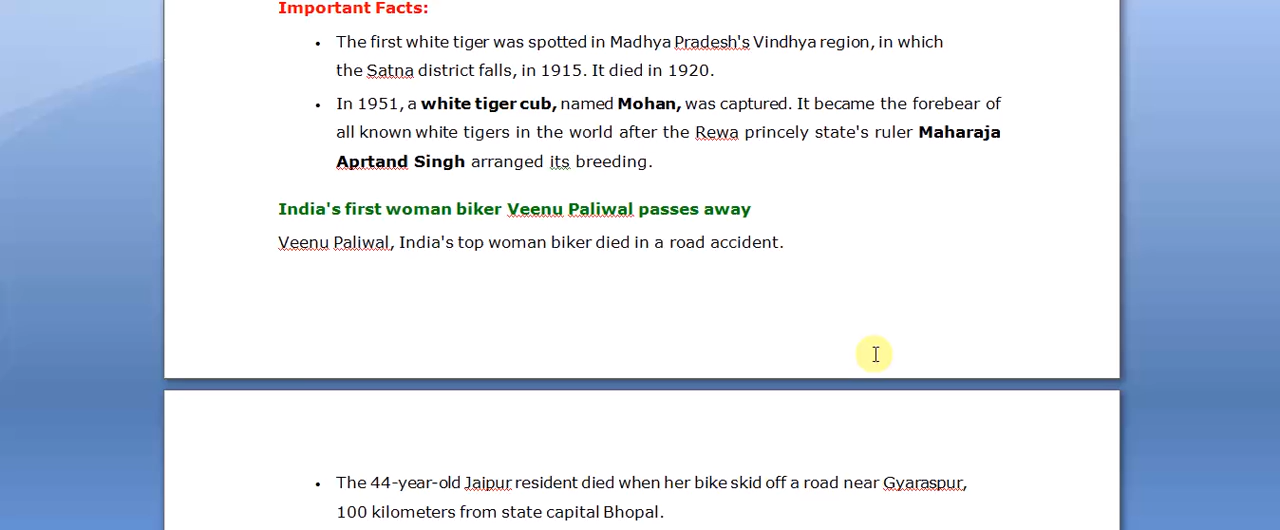 Important Facts:
• The first white tiger was spotted in Madhya Pradesh's Vindhya region, in which
the Satna district falls, in 1915. It died in 1920.
• In 1951, a white tiger cub, named Mohan, was captured. It became the forebear of
all known white tigers in the world after the Rewa princely state's ruler Maharaja
Aprtand Singh arranged its breeding.
India's first woman biker Veenu Paliwal passes away
Veenu Paliwal, India's top woman biker died in a road accident.
• The 44-year-old Jaipur resident died when her bike skid off a road near Gyaraspur,
100 kilometers from state capital Bhopal.